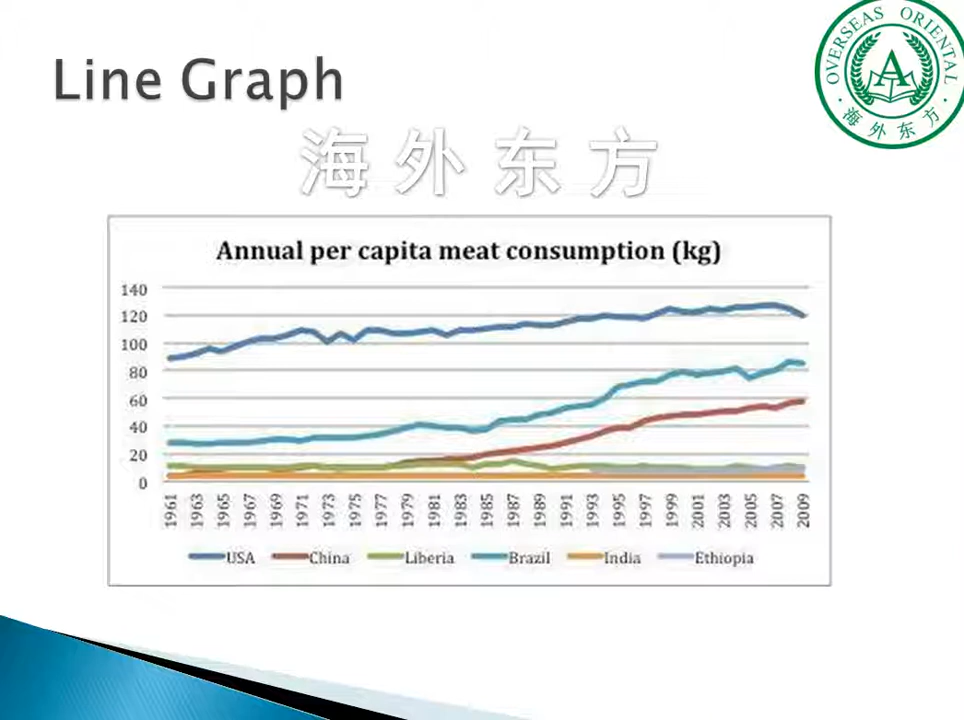 Line Graph
OVERSEAS ORIENTAL
A
·海外东方·
海外东方
Annual per capita meat consumption (kg)
140
120
100
80
60
40
20
0
1961 1963 1965 1967 1969 1971 1973 1975 1977 1979 1981 1983 1985 1987 1989 1991 1993 1995 1997 1999 2001 2003 2005 2007 2009
USA China Liberia Brazil India Ethiopia